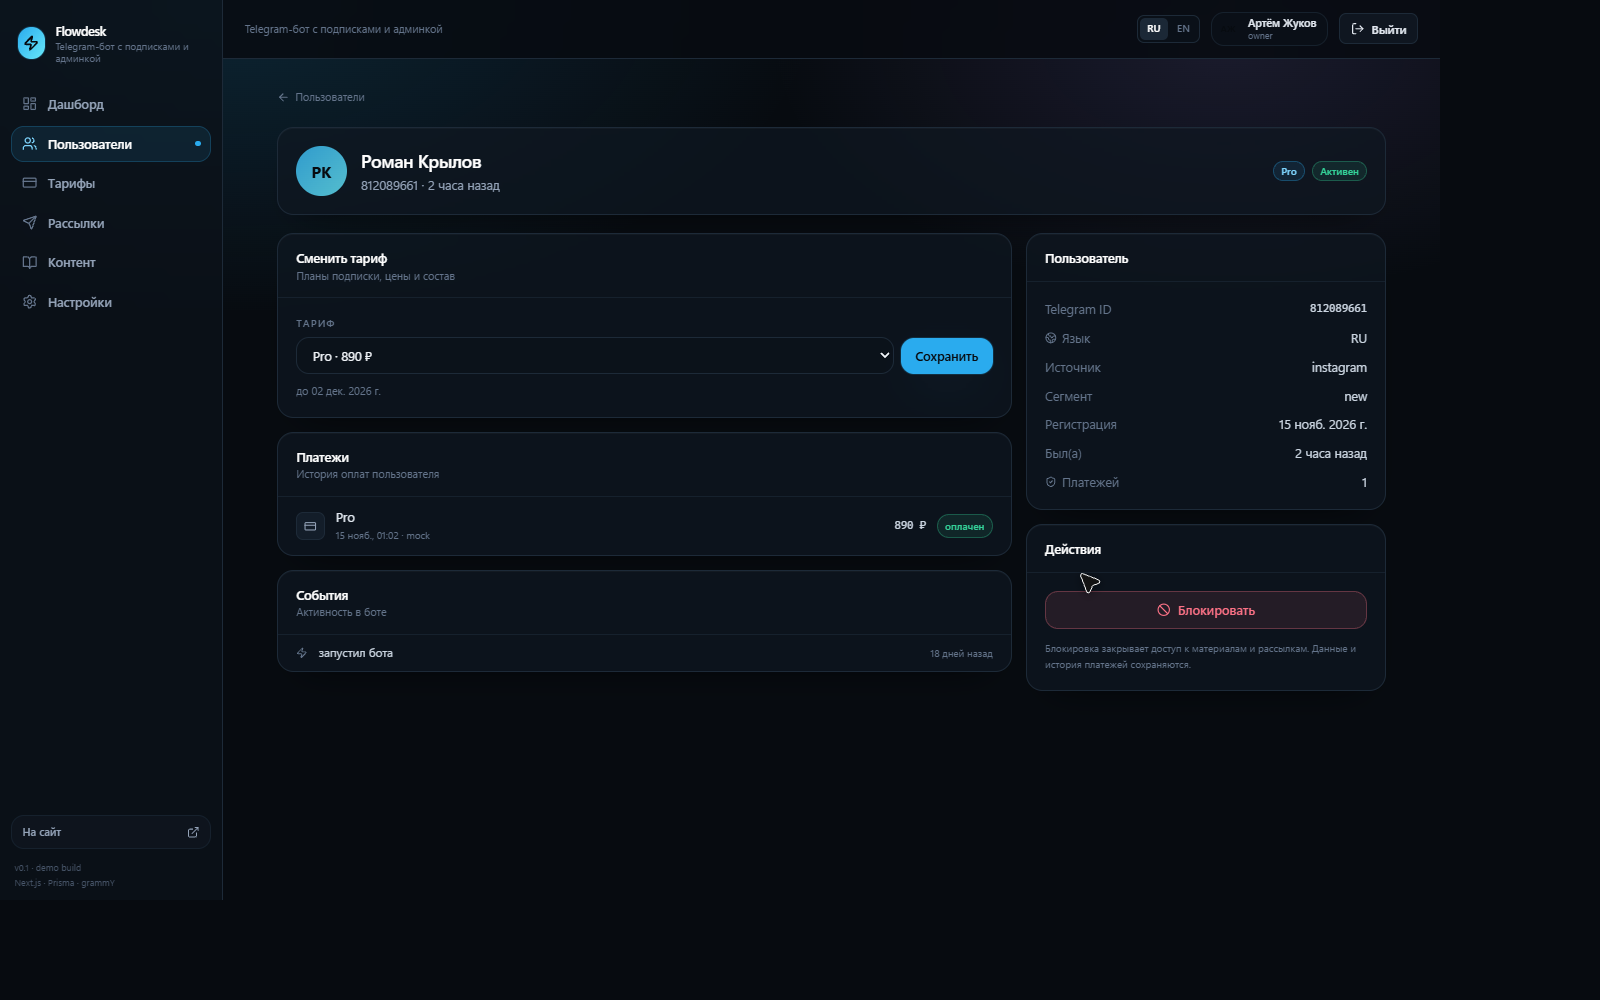 Flowdesk
Telegram-бот с подписками и
админкой
Дашборд
Пользователи
Тарифы
Рассылки
Контент
Настройки
На сайт
v0.1 · demo build
Next.js · Prisma · grammY
Telegram-бот с подписками и админкой
RU EN
Артём Жуков
owner
Выйти
← Пользователи
РК
Роман Крылов
812089661 · 2 часа назад
Pro
Активен
Сменить тариф
Планы подписки, цены и состав
ТАРИФ
Pro · 890 ₽
Сохранить
до 02 дек. 2026 г.
Платежи
История оплат пользователя
Pro
15 нояб., 01:02 · mock
890 ₽
оплачен
События
Активность в боте
запустил бота
18 дней назад
Пользователь
Telegram ID 812089661
Язык RU
Источник instagram
Сегмент new
Регистрация 15 нояб. 2026 г.
Был(а) 2 часа назад
Платежей 1
Действия
Блокировать
Блокировка закрывает доступ к материалам и рассылкам. Данные и
история платежей сохраняются.